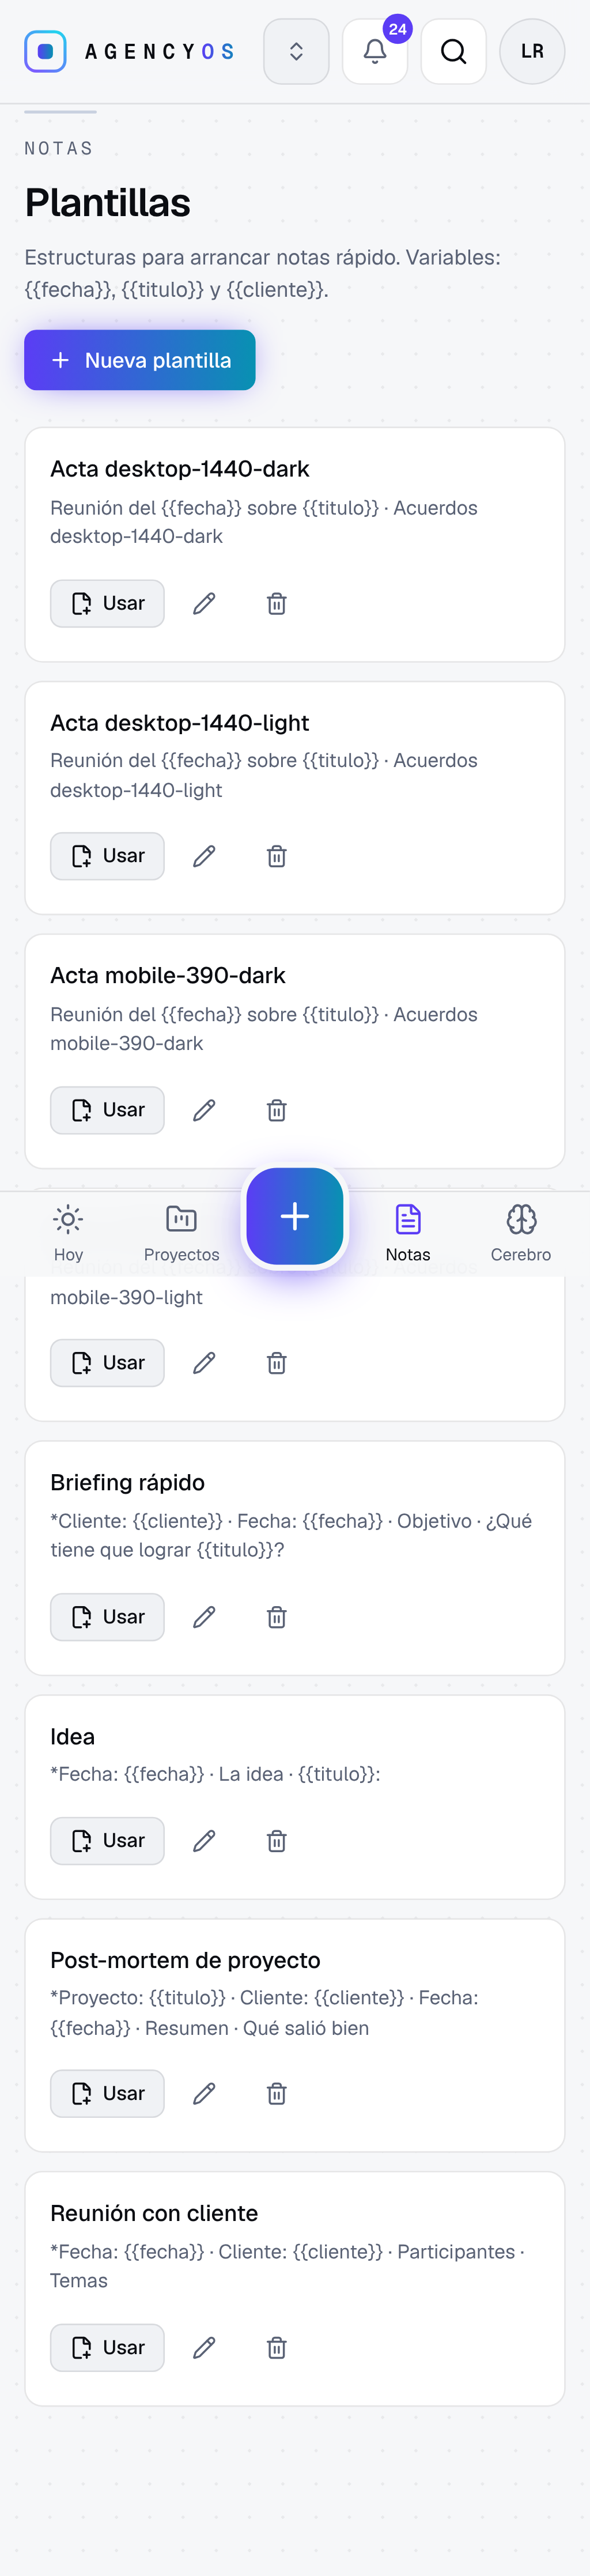 AGENCYOS
24
LR
NOTAS
Plantillas
Estructuras para arrancar notas rápido. Variables:
{{fecha}}, {{titulo}} y {{cliente}}.
Nueva plantilla
Acta desktop-1440-dark
Reunión del {{fecha}} sobre {{titulo}} · Acuerdos
desktop-1440-dark
Usar
Acta desktop-1440-light
Reunión del {{fecha}} sobre {{titulo}} · Acuerdos
desktop-1440-light
Usar
Acta mobile-390-dark
Reunión del {{fecha}} sobre {{titulo}} · Acuerdos
mobile-390-dark
Usar
Hoy
Proyectos
Notas
Cerebro
mobile-390-light
Usar
Briefing rápido
*Cliente: {{cliente}} · Fecha: {{fecha}} · Objetivo · ¿Qué
tiene que lograr {{titulo}}?
Usar
Idea
*Fecha: {{fecha}} · La idea · {{titulo}}:
Usar
Post-mortem de proyecto
*Proyecto: {{titulo}} · Cliente: {{cliente}} · Fecha:
{{fecha}} · Resumen · Qué salió bien
Usar
Reunión con cliente
*Fecha: {{fecha}} · Cliente: {{cliente}} · Participantes ·
Temas
Usar